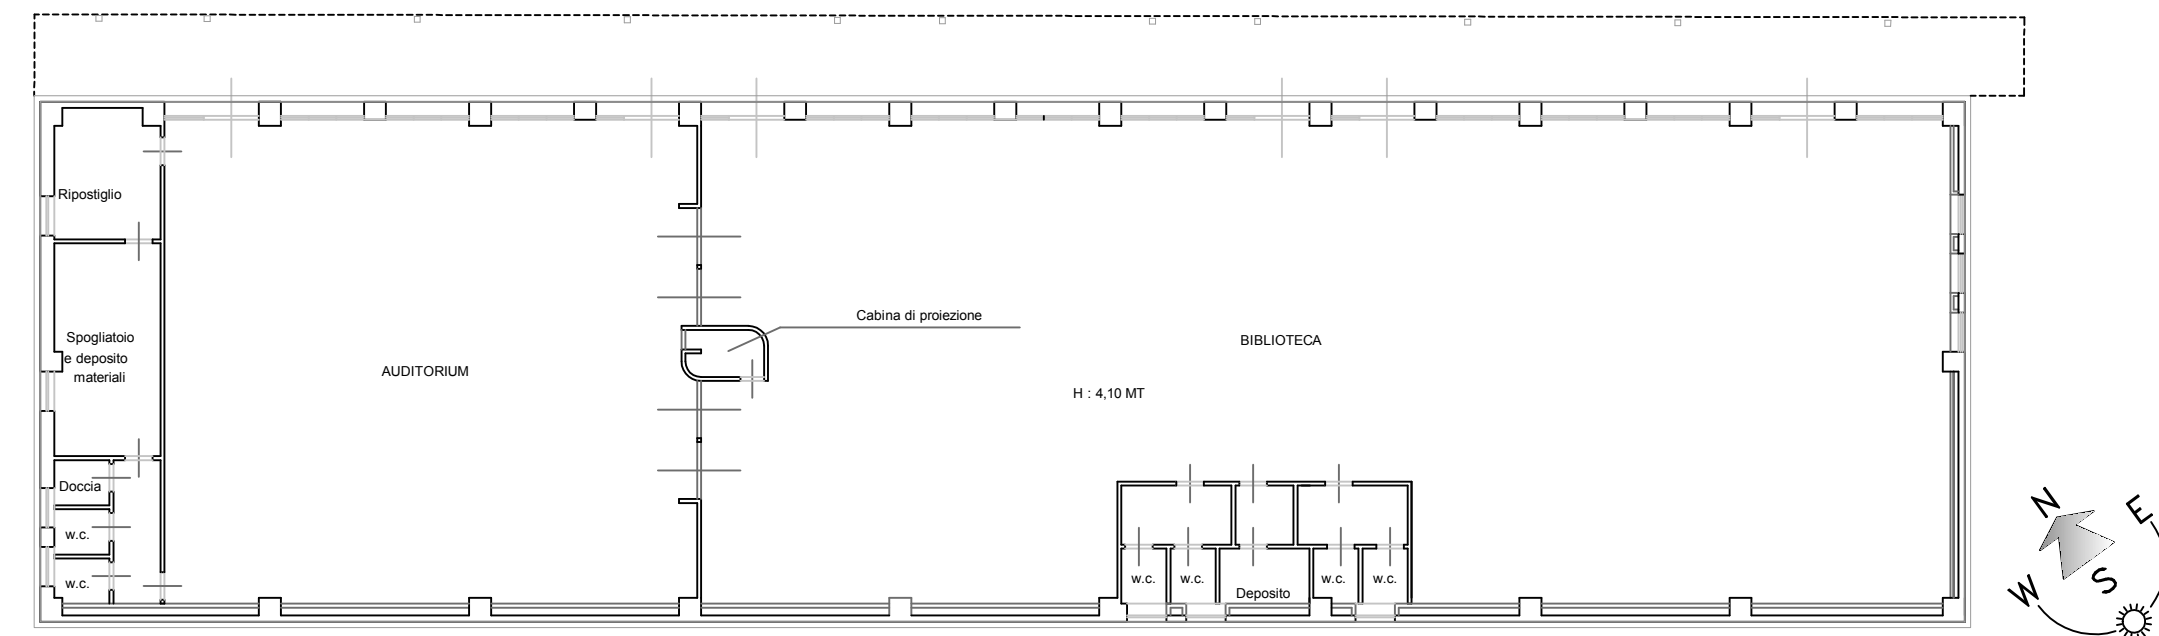 Ripostiglio
Spogliatoio
e deposito
materiali
Doccia
w.c.
w.c.
AUDITORIUM
Cabina di proiezione
BIBLIOTECA
H : 4,10 MT
w.c.
w.c.
Deposito
w.c.
w.c.
N
E
W
S